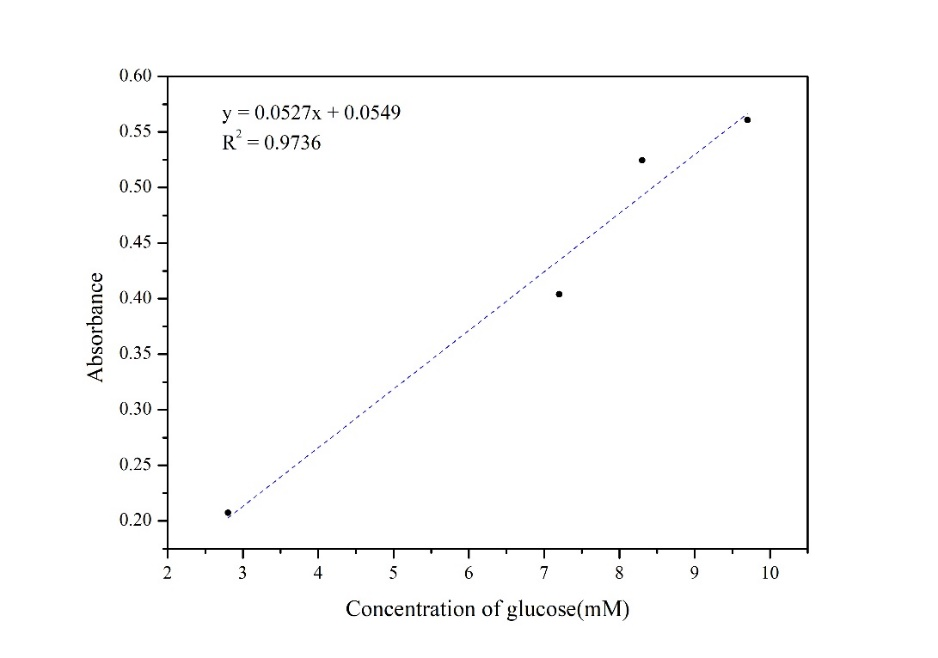 y = 0.0527x + 0.0549
R² = 0.9736
0.60
0.55
0.50
0.45
0.40
0.35
0.30
0.25
0.20
Absorbance
2 3 4 5 6 7 8 9 10
Concentration of glucose(mM)